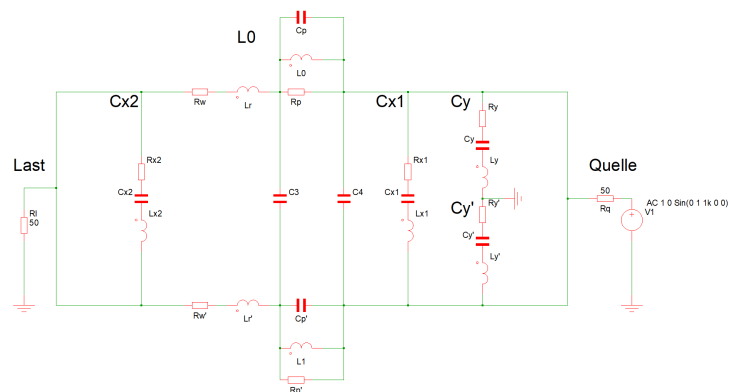 Cp
L0
L0
Cx2
Rw
Lr
Rp
Cx1
Cy
Ry
Cy
Ly
Last
Rx2
Cx2
Lx2
C3
C4
Rx1
Cx1
Lx1
Quelle
Rl
50
50
Rq
V1
AC 1 0 Sin(0 1 1k 0 0)
Cy'
Ry'
Cy'
Ly'
Rw'
Lr'
Cp'
L1
Rp'